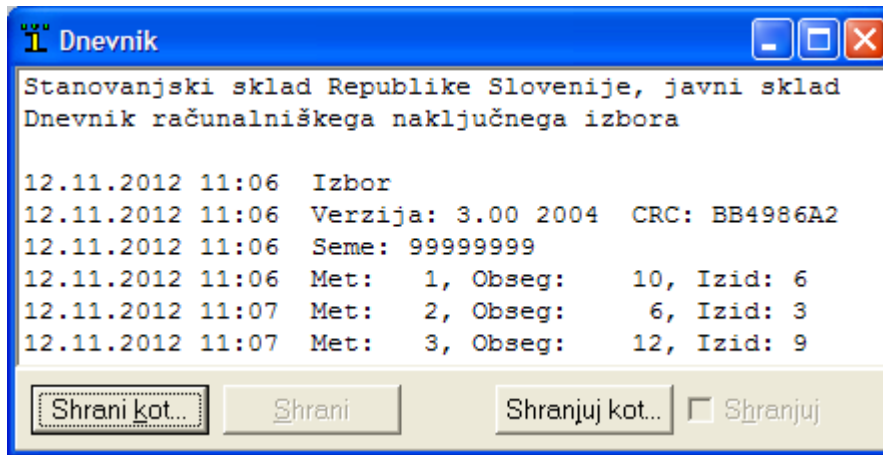 Dnevnik
Stanovanjski sklad Republike Slovenije, javni sklad
Dnevnik računalniškega naključnega izbora
12.11.2012 11:06 Izbor
12.11.2012 11:06 Verzija: 3.00 2004 CRC: BB4986A2
12.11.2012 11:06 Seme: 99999999
12.11.2012 11:06 Met: 1, Obseg: 10, Izid: 6
12.11.2012 11:07 Met: 2, Obseg: 6, Izid: 3
12.11.2012 11:07 Met: 3, Obseg: 12, Izid: 9
Shrani kot... Shrani Shranjuj kot... Shranjuj